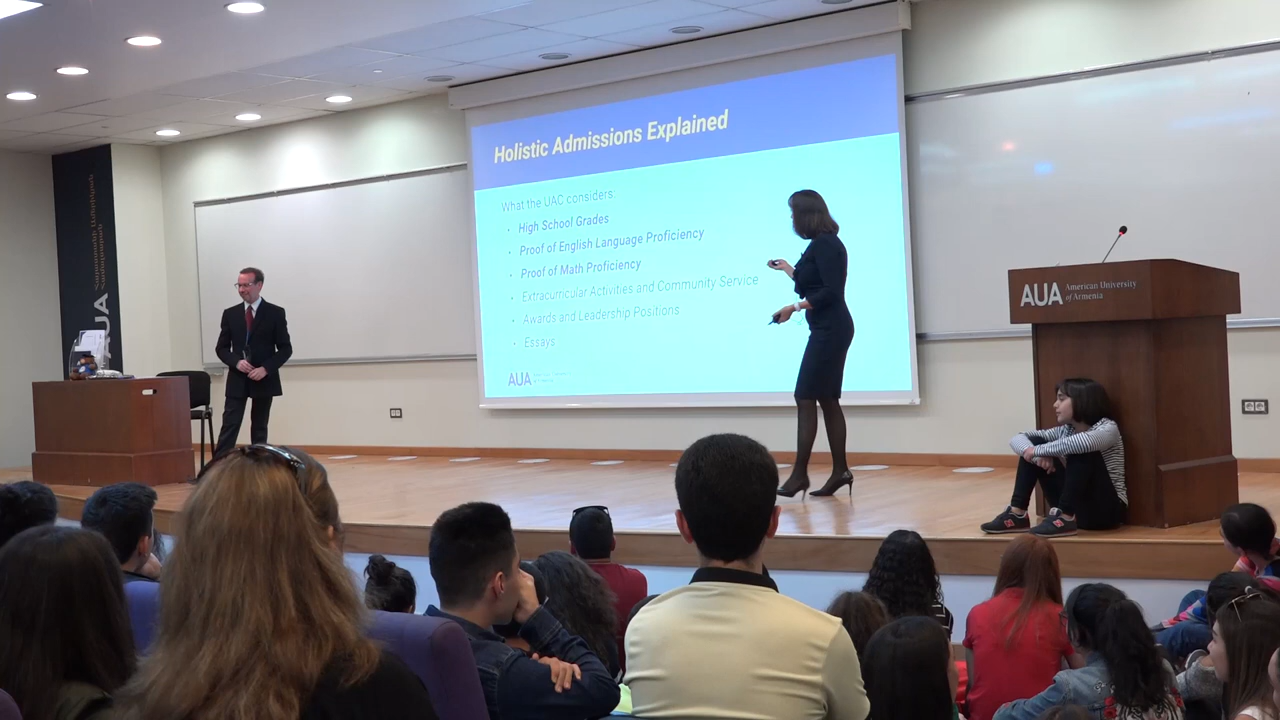 Holistic Admissions Explained
What the UAC considers:
• High School Grades
• Proof of English Language Proficiency
• Proof of Math Proficiency
• Extracurricular Activities and Community Service
• Awards and Leadership Positions
• Essays
AUA
AUA American University
of Armenia